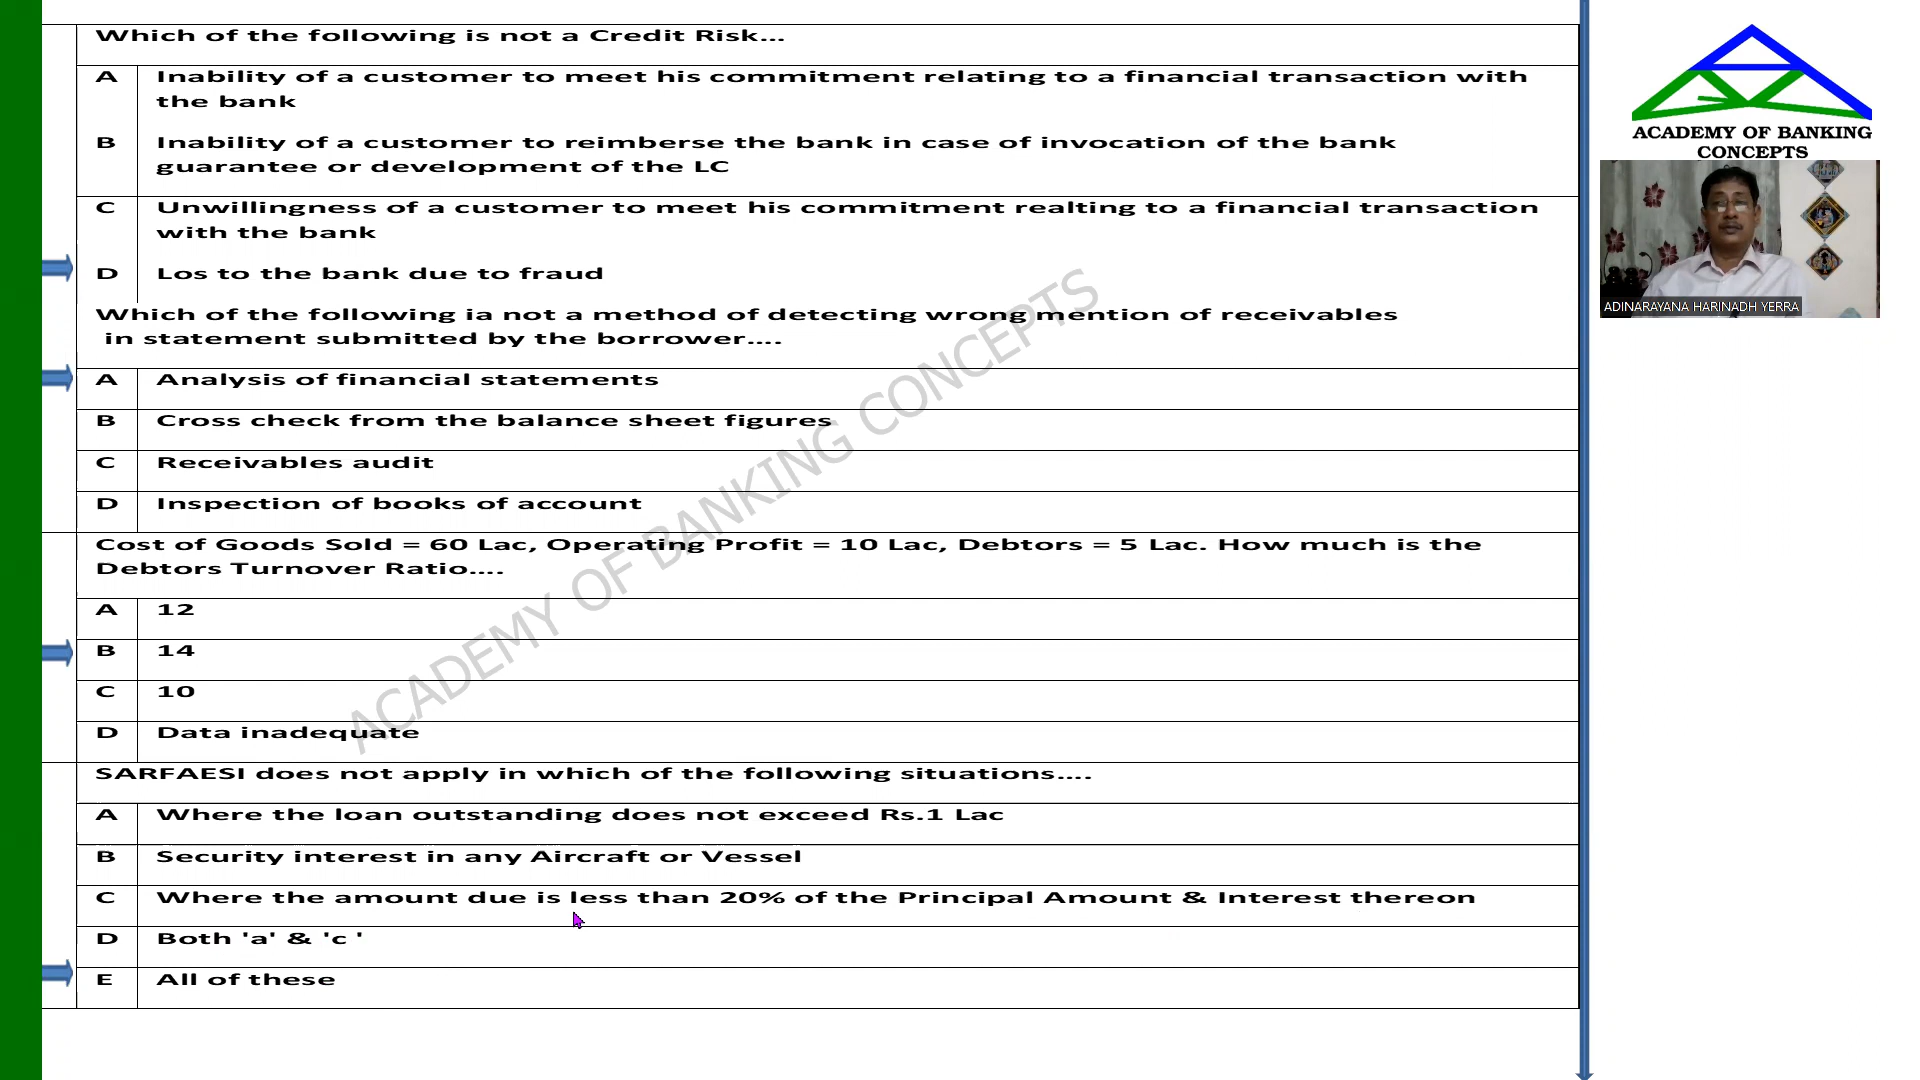 Which of the following is not a Credit Risk...
A Inability of a customer to meet his commitment relating to a financial transaction with
the bank
B Inability of a customer to reimberse the bank in case of invocation of the bank
guarantee or development of the LC
C Unwillingness of a customer to meet his commitment realting to a financial transaction
with the bank
D Los to the bank due to fraud
Which of the following ia not a method of detecting wrong mention of receivables
in statement submitted by the borrower....
A Analysis of financial statements
B Cross check from the balance sheet figures
C Receivables audit
D Inspection of books of account
Cost of Goods Sold = 60 Lac, Operating Profit = 10 Lac, Debtors = 5 Lac. How much is the
Debtors Turnover Ratio....
A 12
B 14
C 10
D Data inadequate
SARFAESI does not apply in which of the following situations....
A Where the loan outstanding does not exceed Rs.1 Lac
B Security interest in any Aircraft or Vessel
C Where the amount due is less than 20% of the Principal Amount & Interest thereon
D Both 'a' & 'c '
E All of these
ACADEMY OF BANKING CONCEPTS
ACADEMY OF BANKING
CONCEPTS
ADINARAYANA HARINADH YERRA